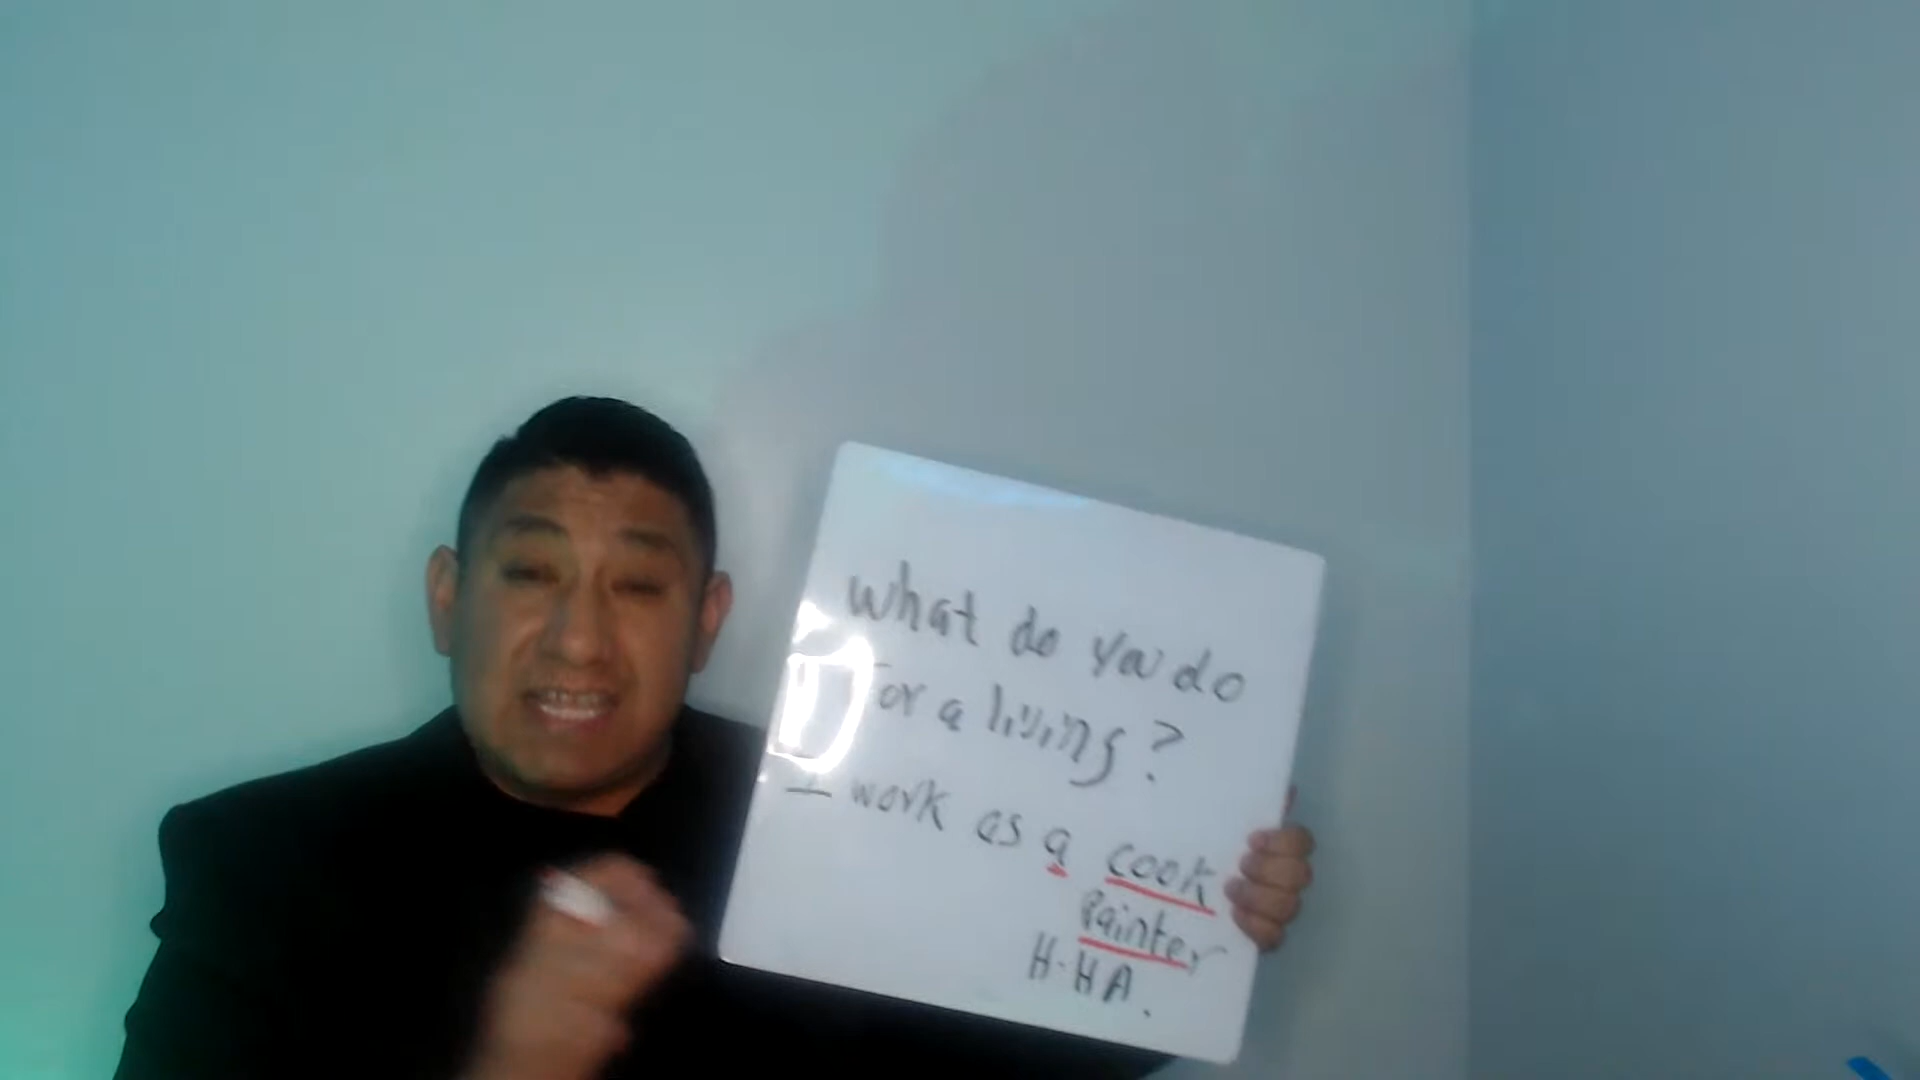 What do you do
For a living?
I work as a cook
Painter
H-HA.